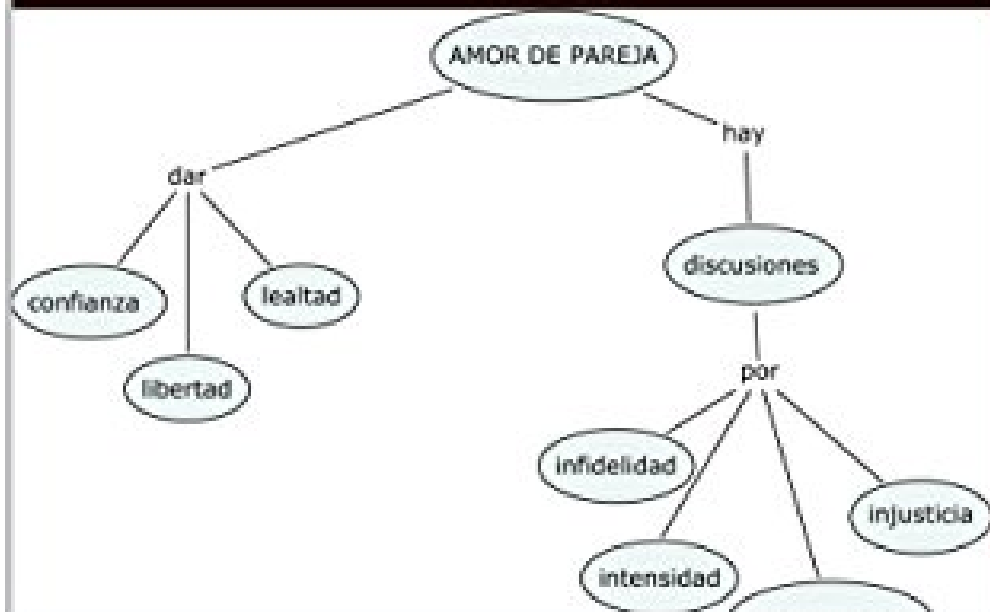 AMOR DE PAREJA
hay
dar
discusiones
confianza
lealtad
por
libertad
infidelidad
injusticia
intensidad